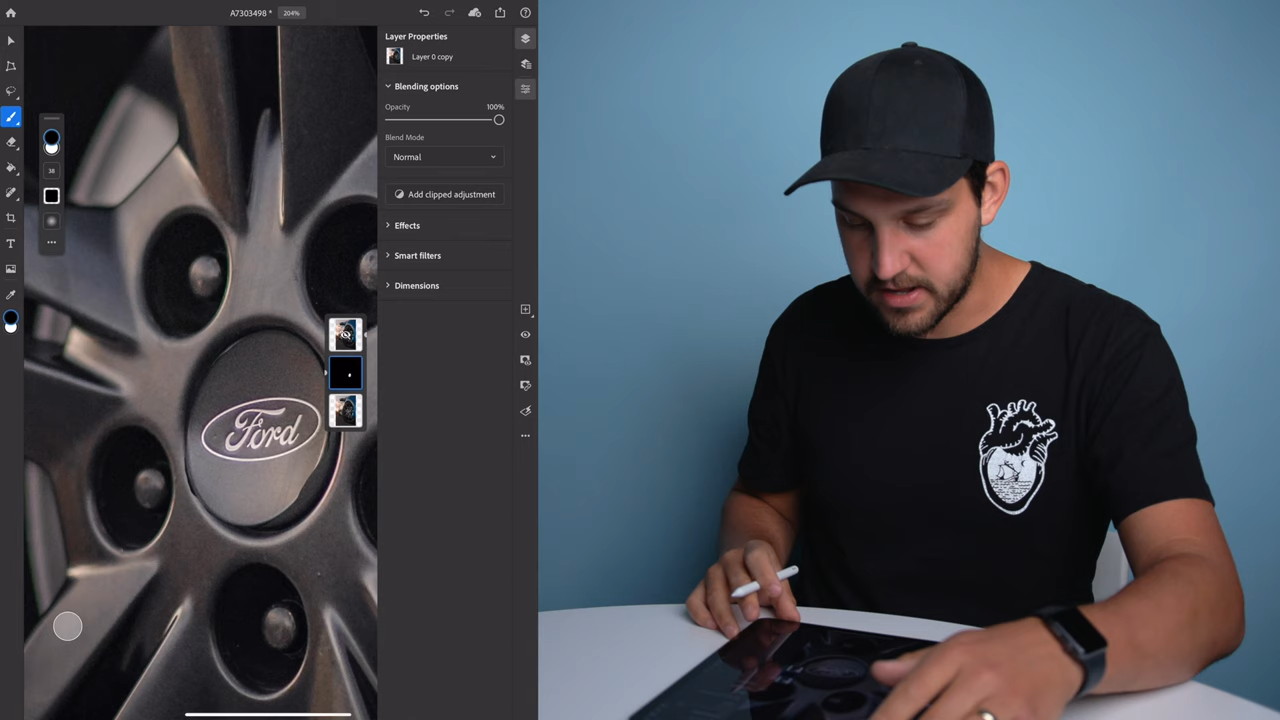 A7303498 *
204%
Layer Properties
Layer 0 copy
Blending options
Opacity
100%
Blend Mode
Normal
Add clipped adjustment
Effects
Smart filters
Dimensions
38
T
Ford